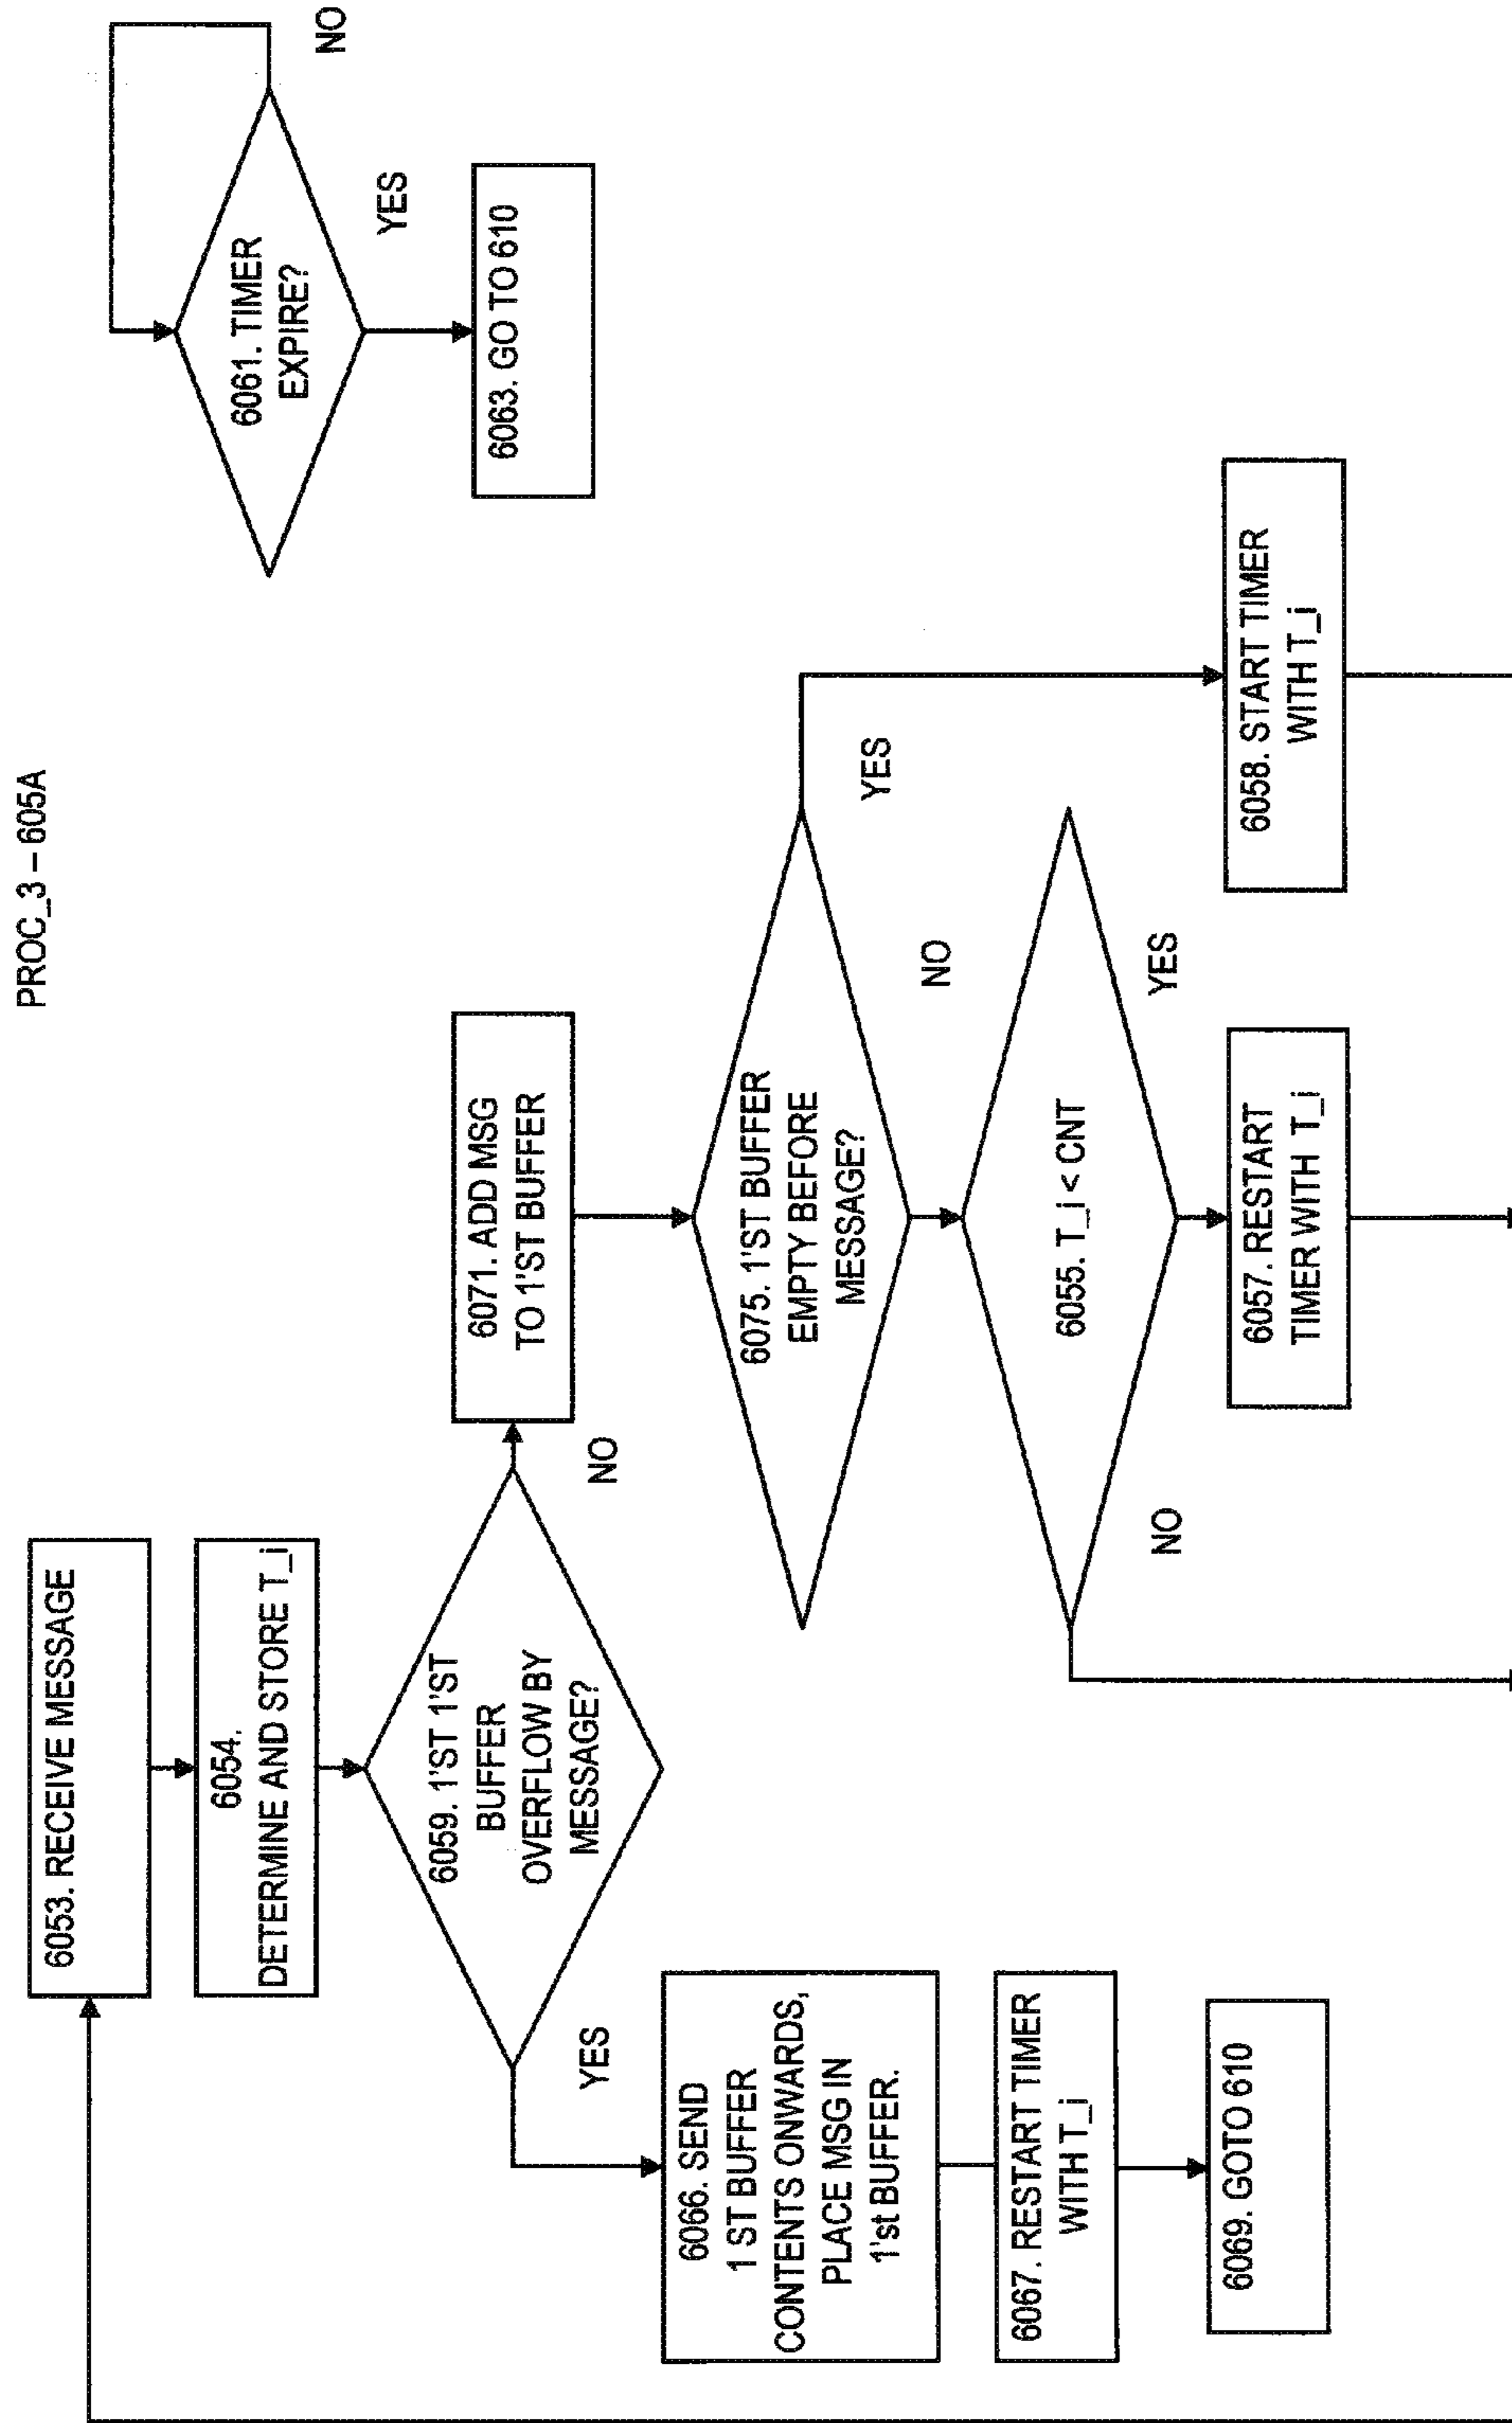 PROC_3 – 605A
6053. RECEIVE MESSAGE
6054.
DETERMINE AND STORE T_i
6059. 1'ST 1'ST
BUFFER
OVERFLOW BY
MESSAGE?
YES
NO
6066. SEND
1 ST BUFFER
CONTENTS ONWARDS,
PLACE MSG IN
1'st BUFFER.
6067. RESTART TIMER
WITH T_i
6069. GOTO 610
6071. ADD MSG
TO 1'ST BUFFER
6075. 1'ST BUFFER
EMPTY BEFORE
MESSAGE?
YES
NO
6055. T_i < CNT
NO
YES
6057. RESTART
TIMER WITH T_i
6058. START TIMER
WITH T_i
6061. TIMER
EXPIRE?
NO
YES
6063. GO TO 610